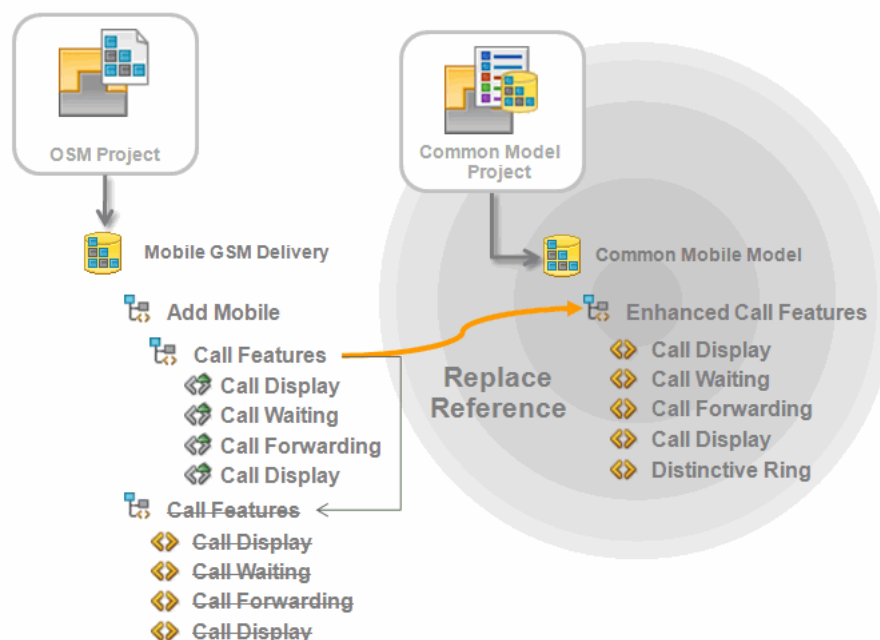 OSM Project
Mobile GSM Delivery
Add Mobile
Call Features
Call Display
Call Waiting
Call Forwarding
Call Display
Call Features
Call Display
Call Waiting
Call Forwarding
Call Display
Replace
Reference
Common Model
Project
Common Mobile Model
Enhanced Call Features
Call Display
Call Waiting
Call Forwarding
Call Display
Distinctive Ring